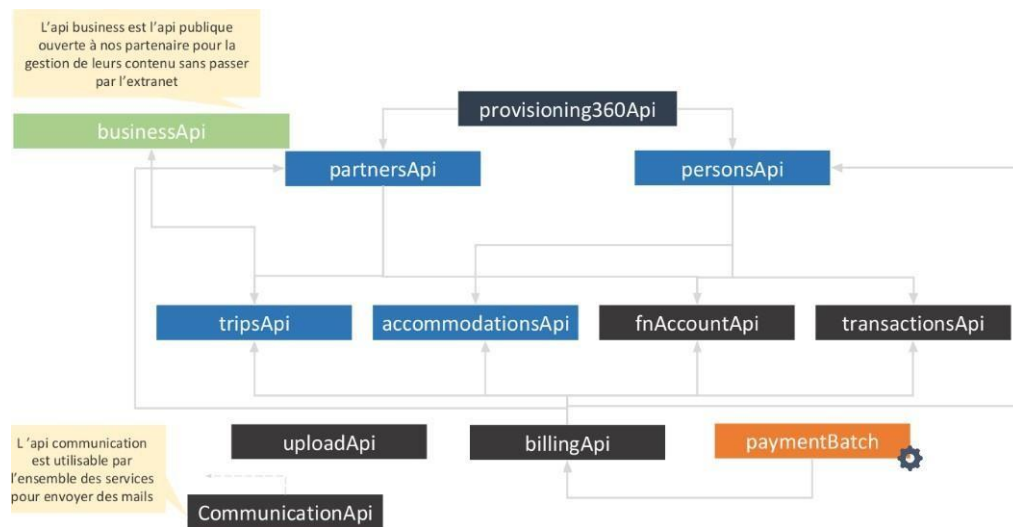 L’api business est l’api publique
ouverte à nos partenaire pour la
gestion de leurs contenu sans passer
par l’extranet
provisioning360Api
businessApi
partnersApi
personsApi
tripsApi
accommodationsApi
fnAccountApi
transactionsApi
L ’api communication
est utilisable par
l’ensemble des services
pour envoyer des mails
uploadApi
billingApi
paymentBatch
CommunicationApi